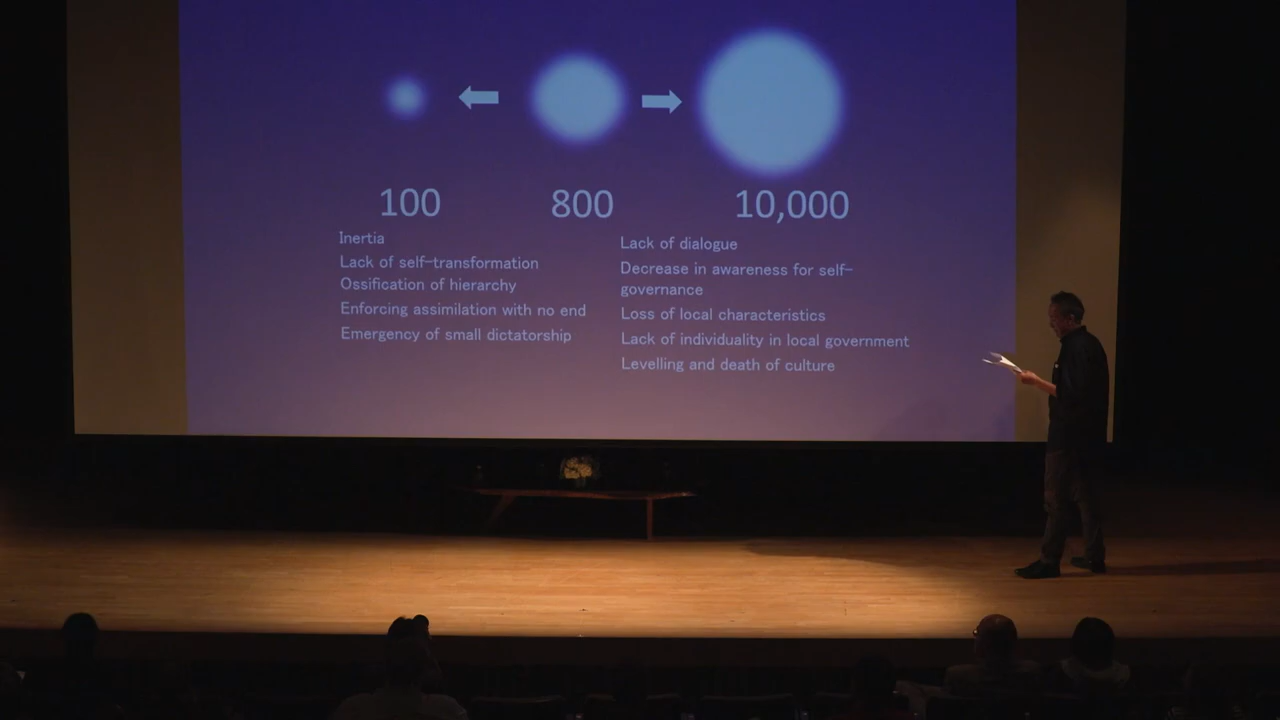 100
800
10,000
Inertia
Lack of self-transformation
Ossification of hierarchy
Enforcing assimilation with no end
Emergency of small dictatorship
Lack of dialogue
Decrease in awareness for self-
governance
Loss of local characteristics
Lack of individuality in local government
Levelling and death of culture